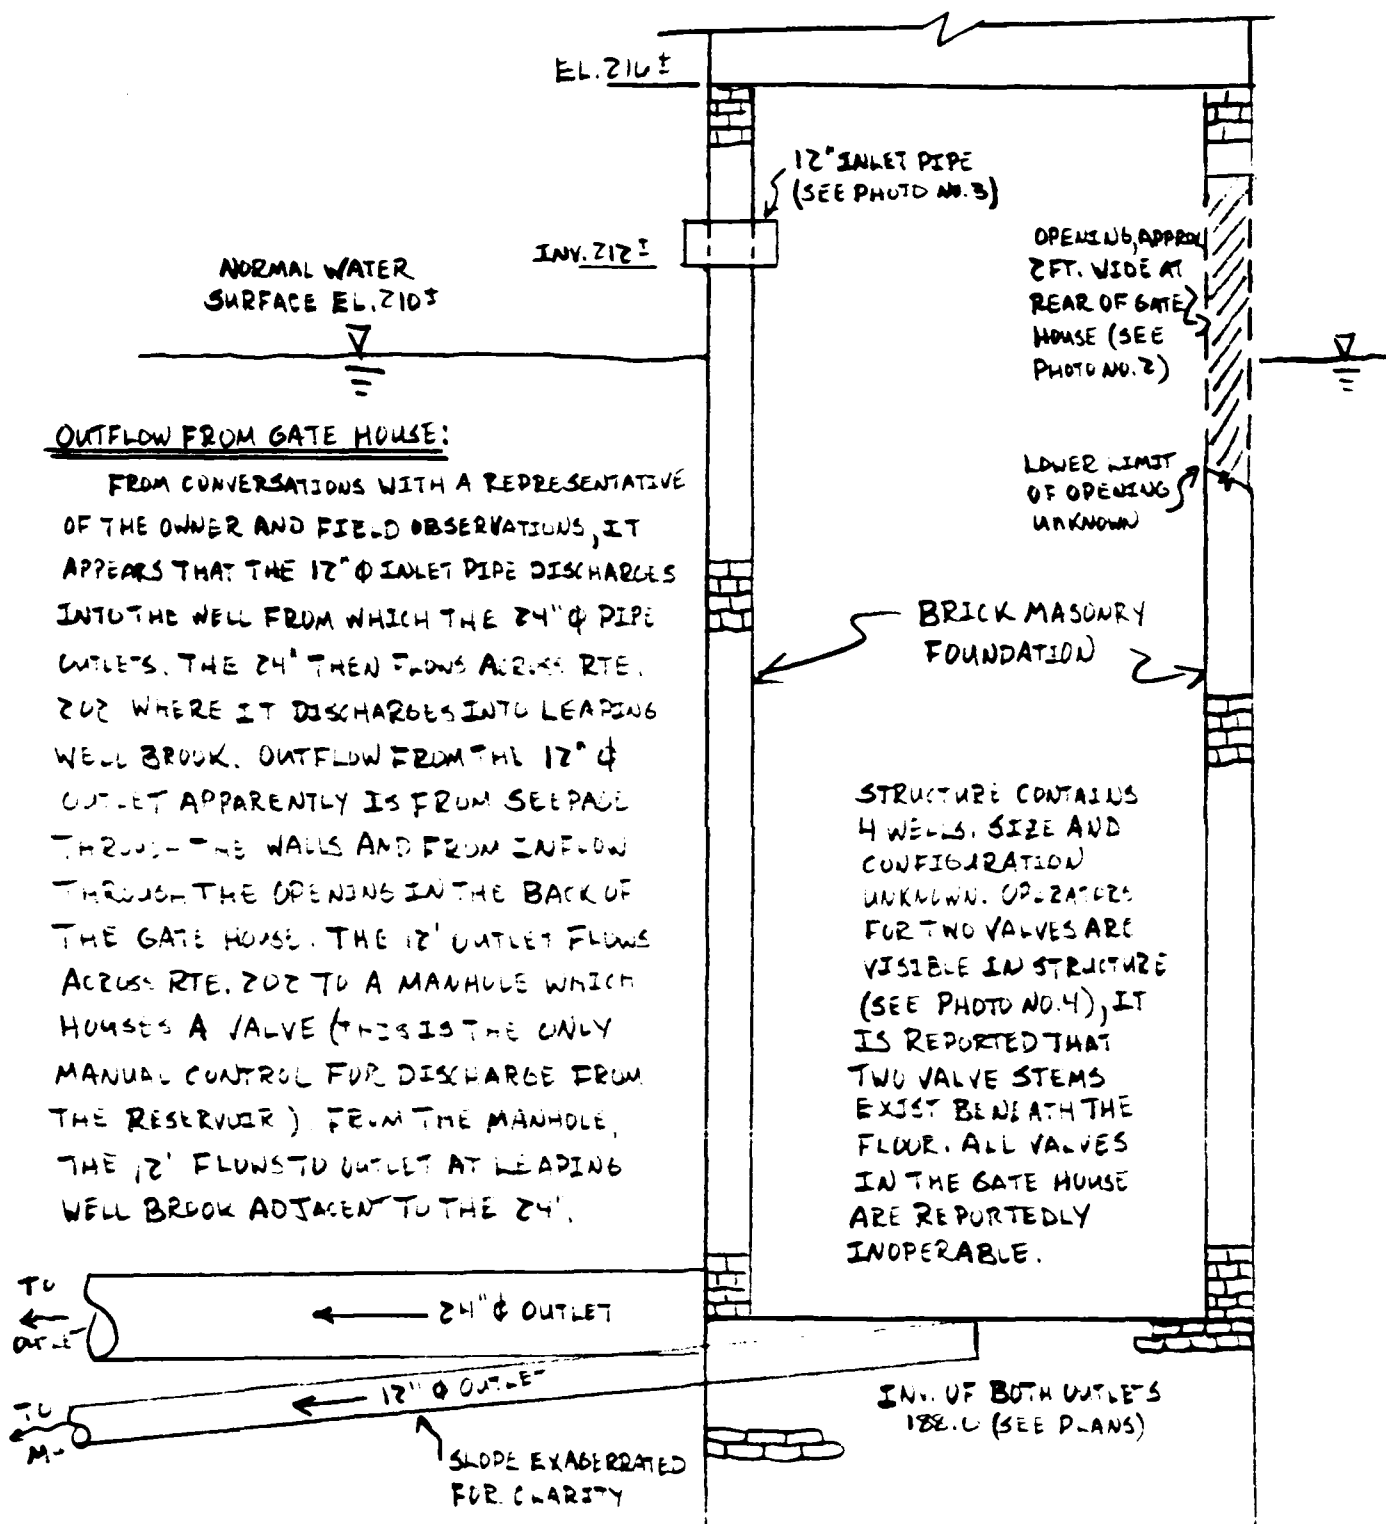 EL. 216±
12" INLET PIPE
(SEE PHOTO NO. 3)
INV. 212±
NORMAL WATER
SURFACE EL. 210±
OPENING, APPROX
2 FT. WIDE AT
REAR OF GATE
HOUSE (SEE
PHOTO NO. 2)
LOWER LIMIT
OF OPENING
UNKNOWN
OUTFLOW FROM GATE HOUSE:
FROM CONVERSATIONS WITH A REPRESENTATIVE
OF THE OWNER AND FIELD OBSERVATIONS, IT
APPEARS THAT THE 12" Φ INLET PIPE DISCHARGES
INTO THE WELL FROM WHICH THE 24" Φ PIPE
OUTLETS. THE 24" THEN FLOWS ACROSS RTE.
202 WHERE IT DISCHARGES INTO LEAPING
WELL BROOK. OUTFLOW FROM THE 12" Φ
OUTLET APPARENTLY IS FROM SEEPAGE
THROUGH THE WALLS AND FROM INFLOW
THROUGH THE OPENING IN THE BACK OF
THE GATE HOUSE. THE 12" OUTLET FLOWS
ACROSS RTE. 202 TO A MANHOLE WHICH
HOUSES A VALVE (THIS IS THE ONLY
MANUAL CONTROL FOR DISCHARGE FROM
THE RESERVOIR) FROM THE MANHOLE,
THE 12" FLOWS TO OUTLET AT LEAPING
WELL BROOK ADJACENT TO THE 24".
BRICK MASONRY
FOUNDATION
STRUCTURE CONTAINS
4 WELLS. SIZE AND
CONFIGURATION
UNKNOWN. OPERATORS
FOR TWO VALVES ARE
VISIBLE IN STRUCTURE
(SEE PHOTO NO. 4), IT
IS REPORTED THAT
TWO VALVE STEMS
EXIST BENEATH THE
FLOOR. ALL VALVES
IN THE GATE HOUSE
ARE REPORTEDLY
INOPERABLE.
TO
OUTLET
24" Φ OUTLET
12" Φ OUTLET
TO
SLOPE EXAGERRATED
FOR CLARITY
INV. OF BOTH OUTLETS
188.0 (SEE PLANS)